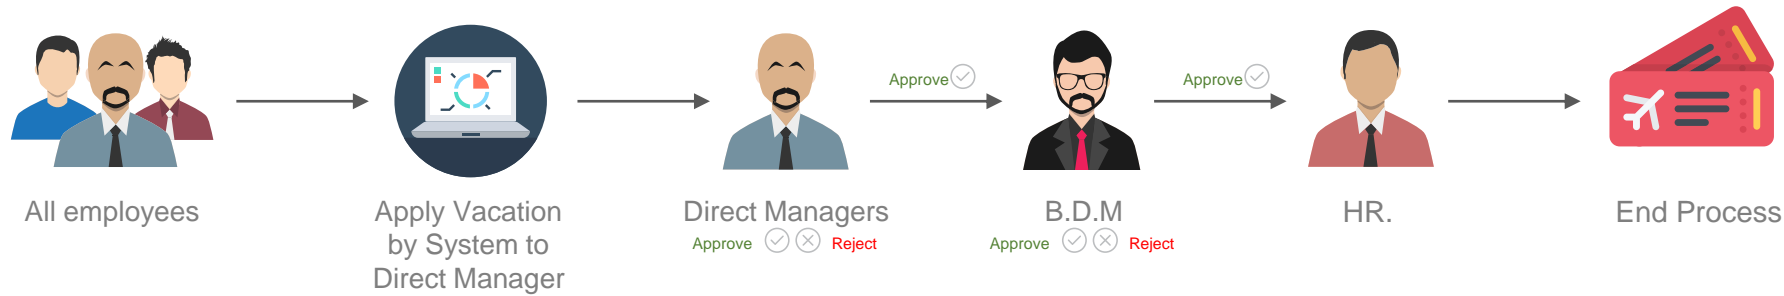 Approve
Approve
All employees
Apply Vacation
by System to
Direct Manager
Direct Managers
Approve Reject
B.D.M
Approve Reject
HR.
End Process